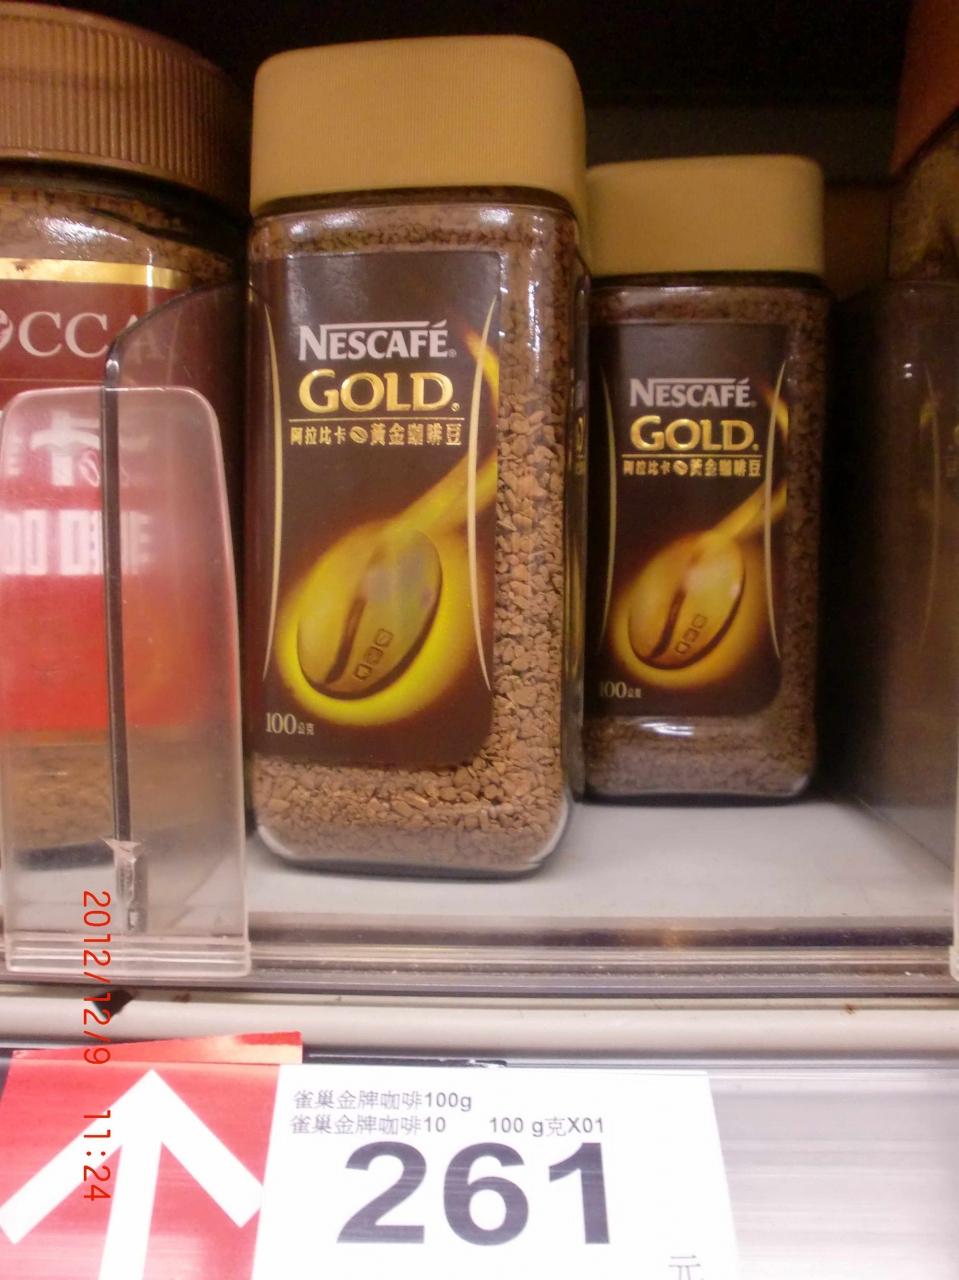 OCCA
NESCAFÉ®
GOLD®
阿拉比卡黃金咖啡豆
100公克
NESCAFÉ®
GOLD®
阿拉比卡黃金咖啡豆
100公克
2012/12/9 11:24
雀巢金牌咖啡100g
雀巢金牌咖啡10 100 g克X01
261
元